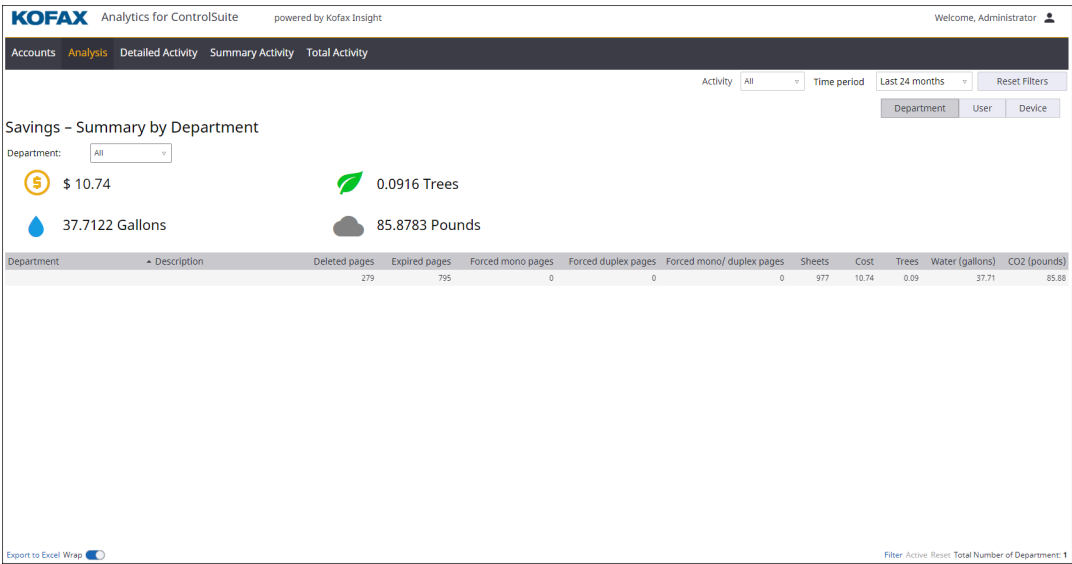 KOFAX Analytics for ControlSuite powered by Kofax Insight Welcome, Administrator
Accounts Analysis Detailed Activity Summary Activity Total Activity
Activity All Time period Last 24 months Reset Filters
Department User Device
Savings – Summary by Department
Department: All
$ 10.74 0.0916 Trees
37.7122 Gallons 85.8783 Pounds
Department Description Deleted pages Expired pages Forced mono pages Forced duplex pages Forced mono/ duplex pages Sheets Cost Trees Water (gallons) CO2 (pounds)
279 795 0 0 0 977 10.74 0.09 37.71 85.88
Export to Excel Wrap Filter Active Reset Total Number of Department: 1